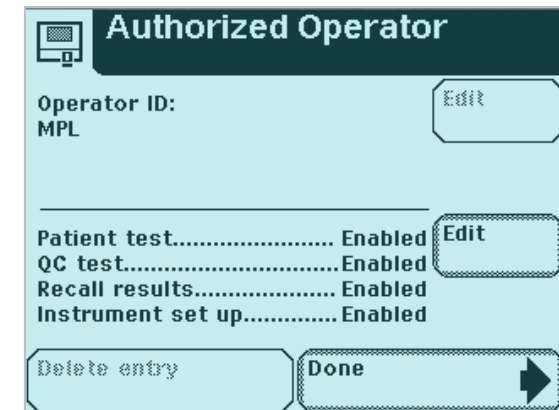 Authorized Operator
Operator ID:
MPL
Edit
Patient test....................... Enabled
QC test...............................Enabled
Recall results.................... Enabled
Instrument set up.............. Enabled
Edit
Delete entry
Done